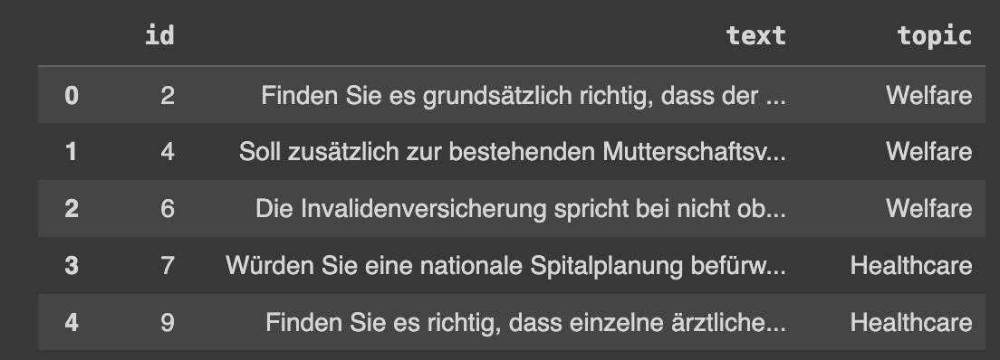 id text topic
0 2 Finden Sie es grundsätzlich richtig, dass der ... Welfare
1 4 Soll zusätzlich zur bestehenden Mutterschaftsv... Welfare
2 6 Die Invalidenversicherung spricht bei nicht ob... Welfare
3 7 Würden Sie eine nationale Spitalplanung befürw... Healthcare
4 9 Finden Sie es richtig, dass einzelne ärztliche... Healthcare